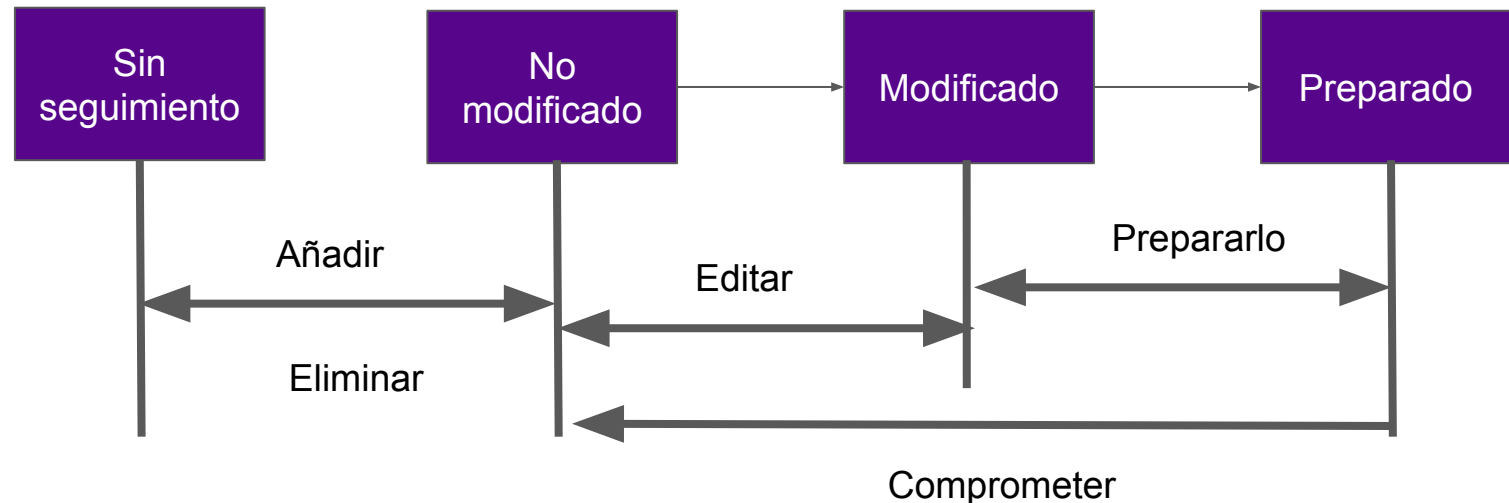 Sin
seguimiento
No
modificado
Modificado
Preparado
Añadir
Editar
Prepararlo
Eliminar
Comprometer